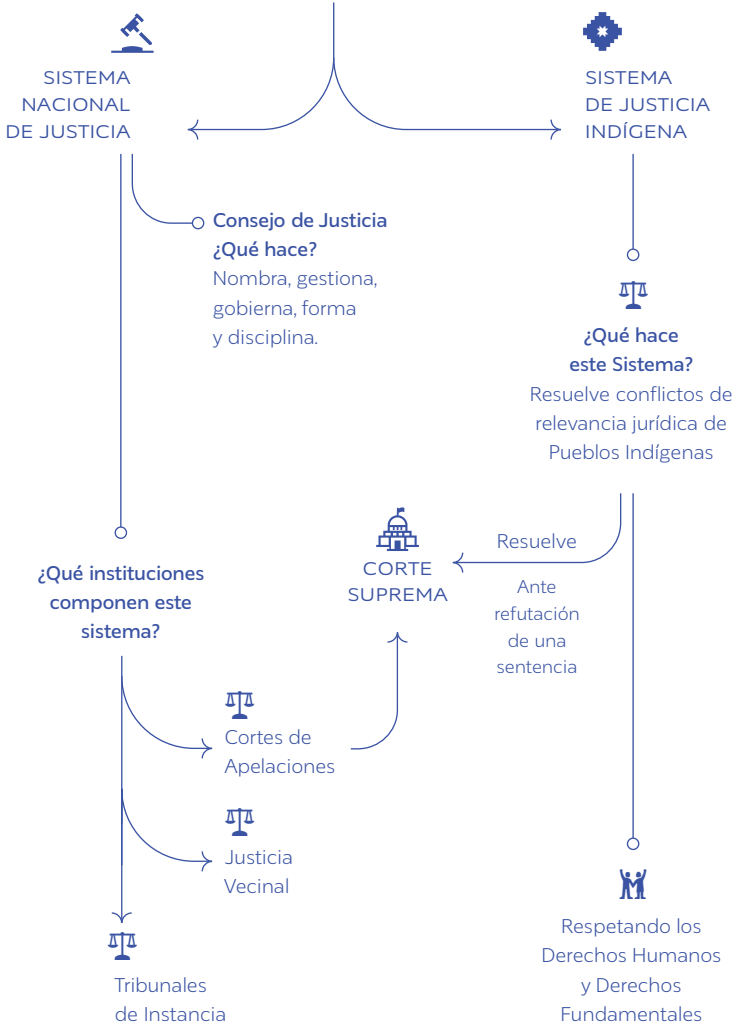 SISTEMA
NACIONAL
DE JUSTICIA
SISTEMA
DE JUSTICIA
INDÍGENA
Consejo de Justicia
¿Qué hace?
Nombra, gestiona,
gobierna, forma
y disciplina.
¿Qué hace
este Sistema?
Resuelve conflictos de
relevancia jurídica de
Pueblos Indígenas
¿Qué instituciones
componen este
sistema?
CORTE
SUPREMA
Resuelve
Ante
refutación
de una
sentencia
Cortes de
Apelaciones
Justicia
Vecinal
Tribunales
de Instancia
Respetando los
Derechos Humanos
y Derechos
Fundamentales